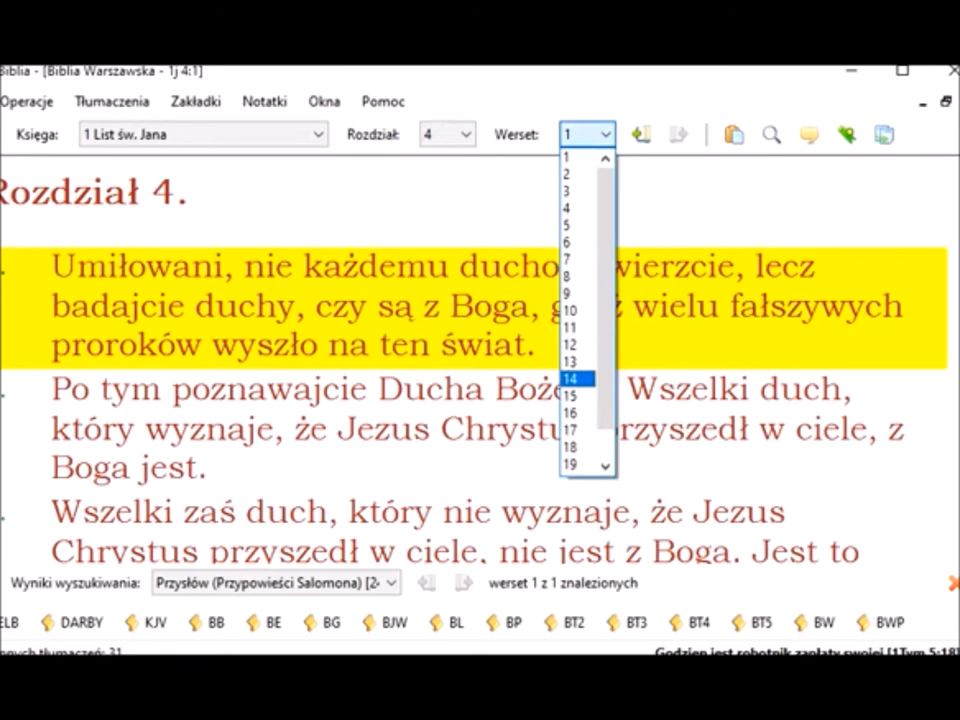 Biblia - [Biblia Warszawska - 1j 4:1]
Operacje Tłumaczenia Zakładki Notatki Okna Pomoc
Księga: 1 List św. Jana Rozdział: 4 Werset: 1
1
2
3
4
5
6
7
8
9
10
11
12
13
14
15
16
17
18
19
Rozdział 4.
Umiłowani, nie każdemu ducho wierzcie, lecz
badajcie duchy, czy są z Boga, g ż wielu fałszywych
proroków wyszło na ten świat.
Po tym poznawajcie Ducha Boże Wszelki duch,
który wyznaje, że Jezus Chrystu przyszedł w ciele, z
Boga jest.
Wszelki zaś duch, który nie wyznaje, że Jezus
Chrystus przyszedł w ciele, nie jest z Boga. Jest to
Wyniki wyszukiwania: Przysłów (Przypowieści Salomona) [2 werset 1 z 1 znalezionych
ELB DARBY KJV BB BE BG BJW BL BP BT2 BT3 BT4 BT5 BW BWP
nych tłumaczeń: 31 Godzien jest robotnik zapłaty swojej [1Tym 5:18]